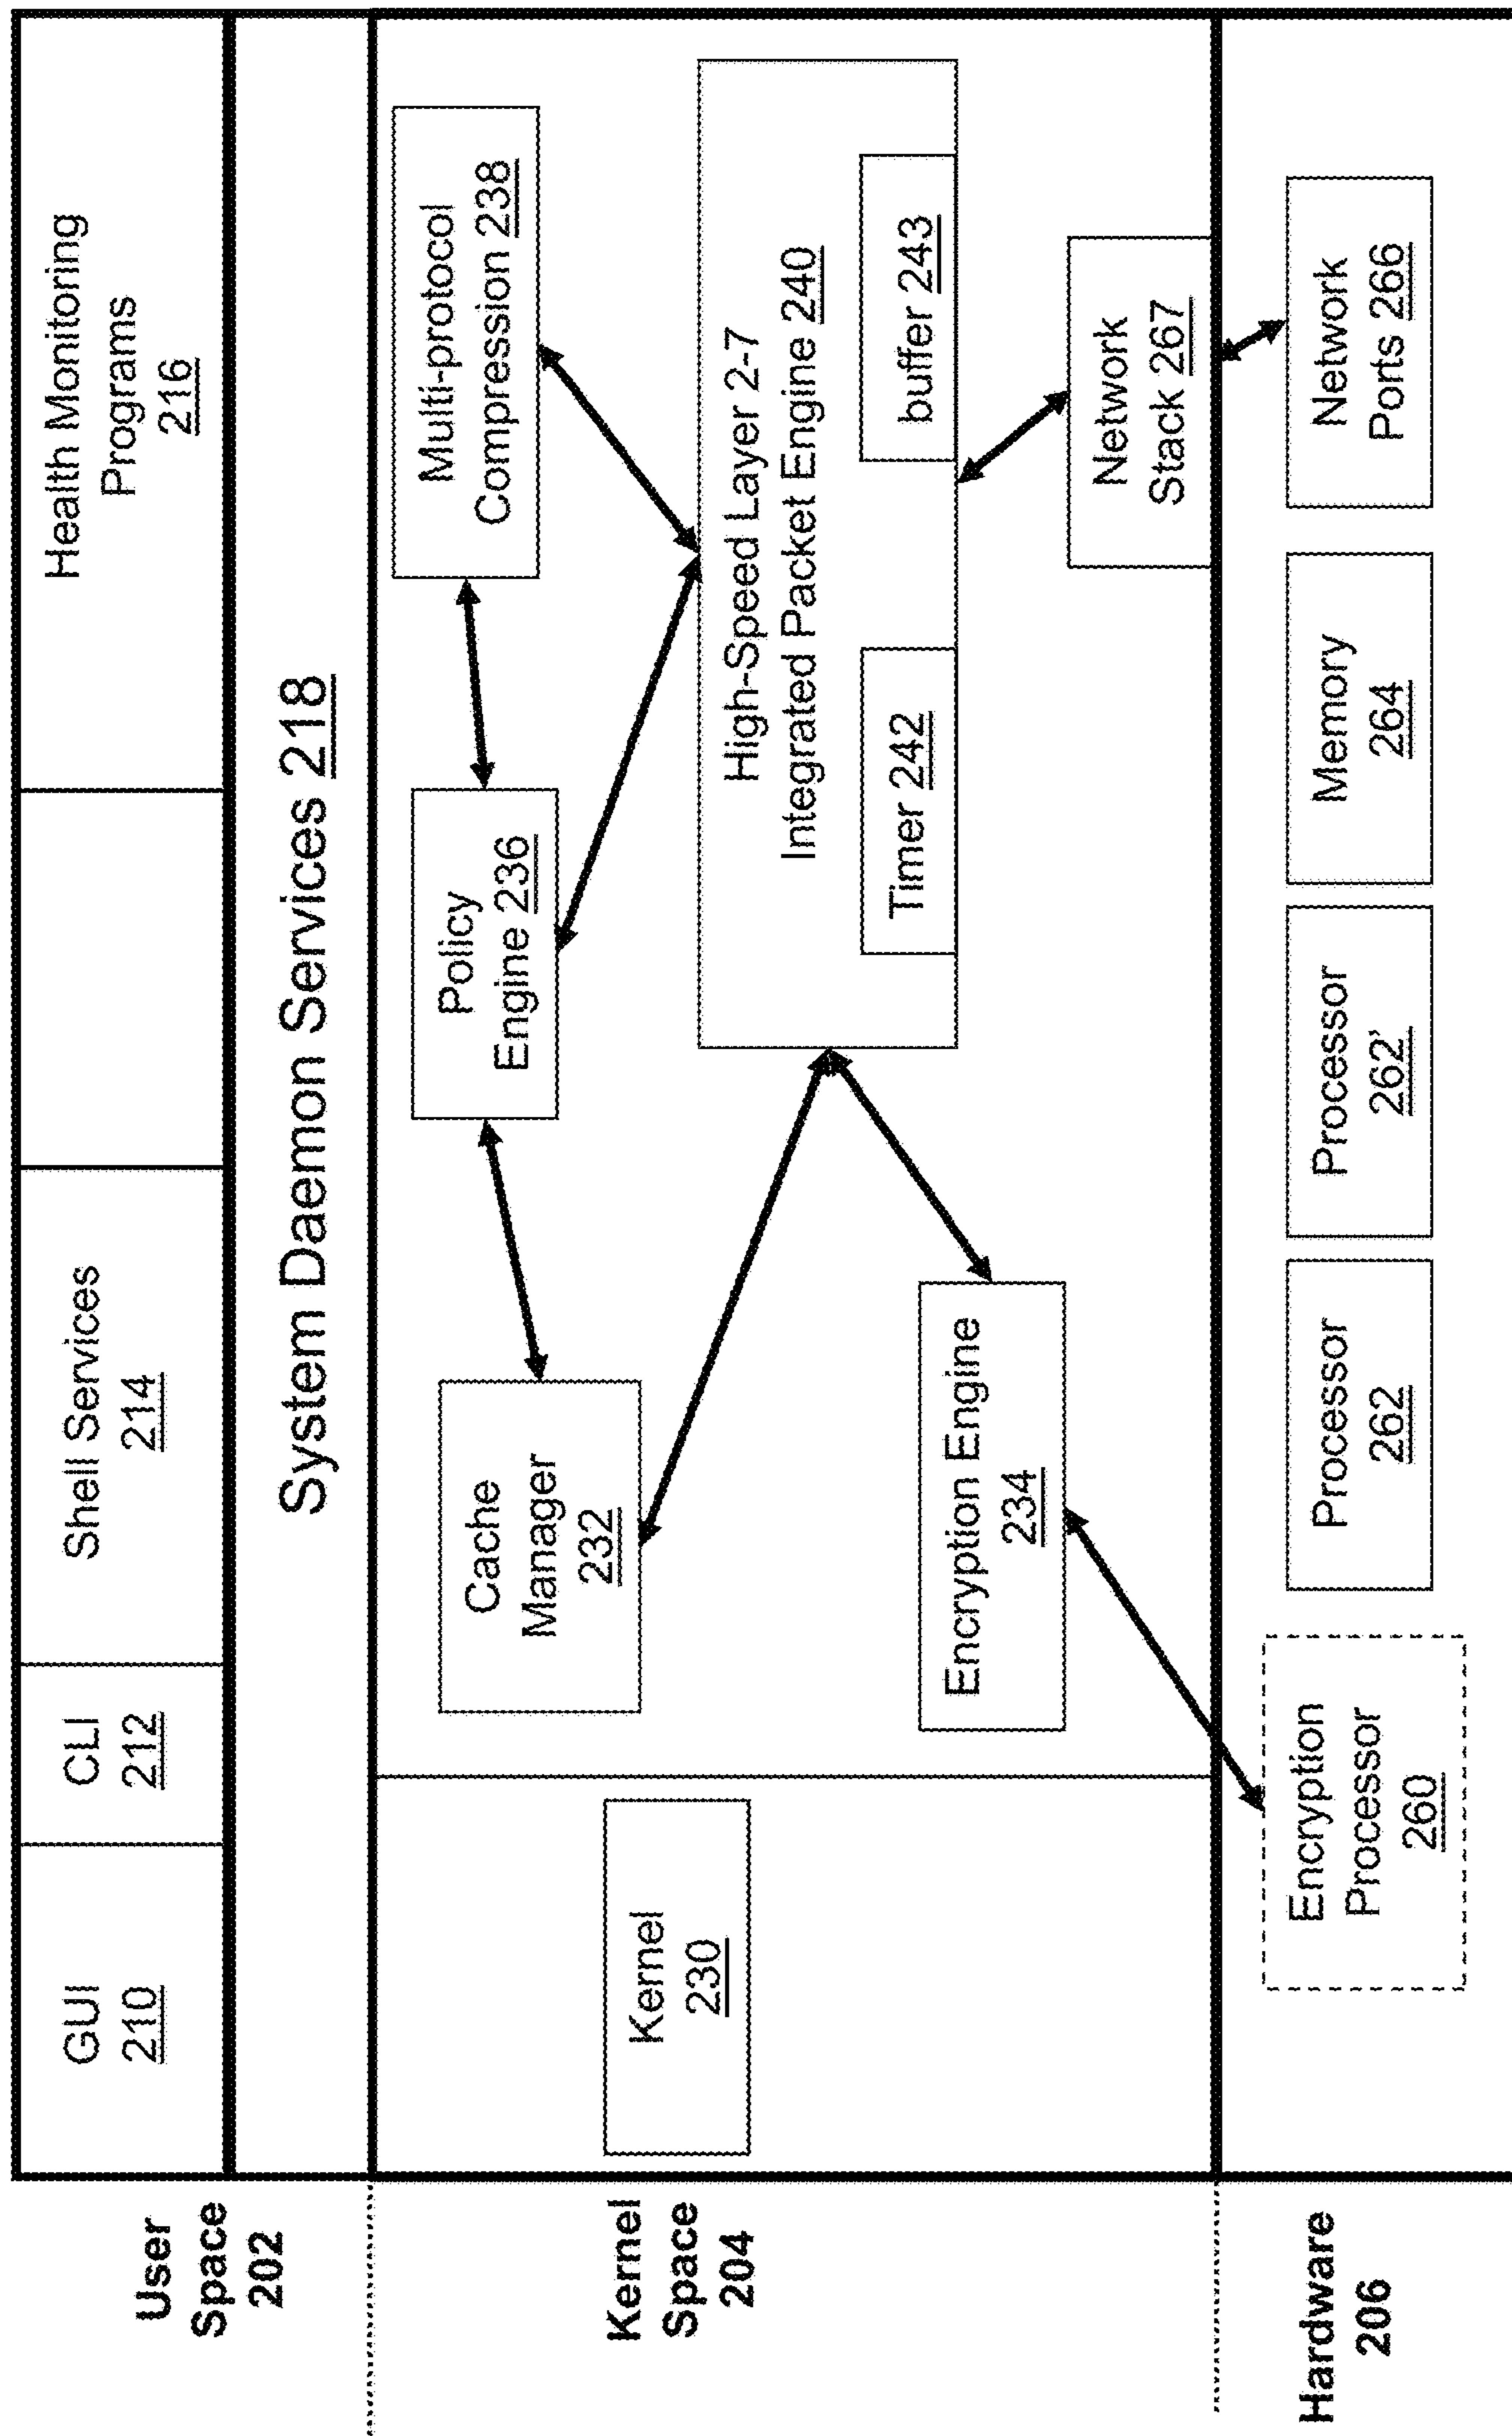 User
Space
202
GUI
210
CLI
212
Shell Services
214
Health Monitoring
Programs
216
System Daemon Services 218
Kernel
Space
204
Kernel
230
Cache
Manager
232
Policy
Engine 236
Multi-protocol
Compression 238
High-Speed Layer 2-7
Integrated Packet Engine 240
Timer 242
buffer 243
Encryption Engine
234
Network
Stack 267
Hardware
206
Encryption
Processor
260
Processor
262
Processor
262'
Memory
264
Network
Ports 266